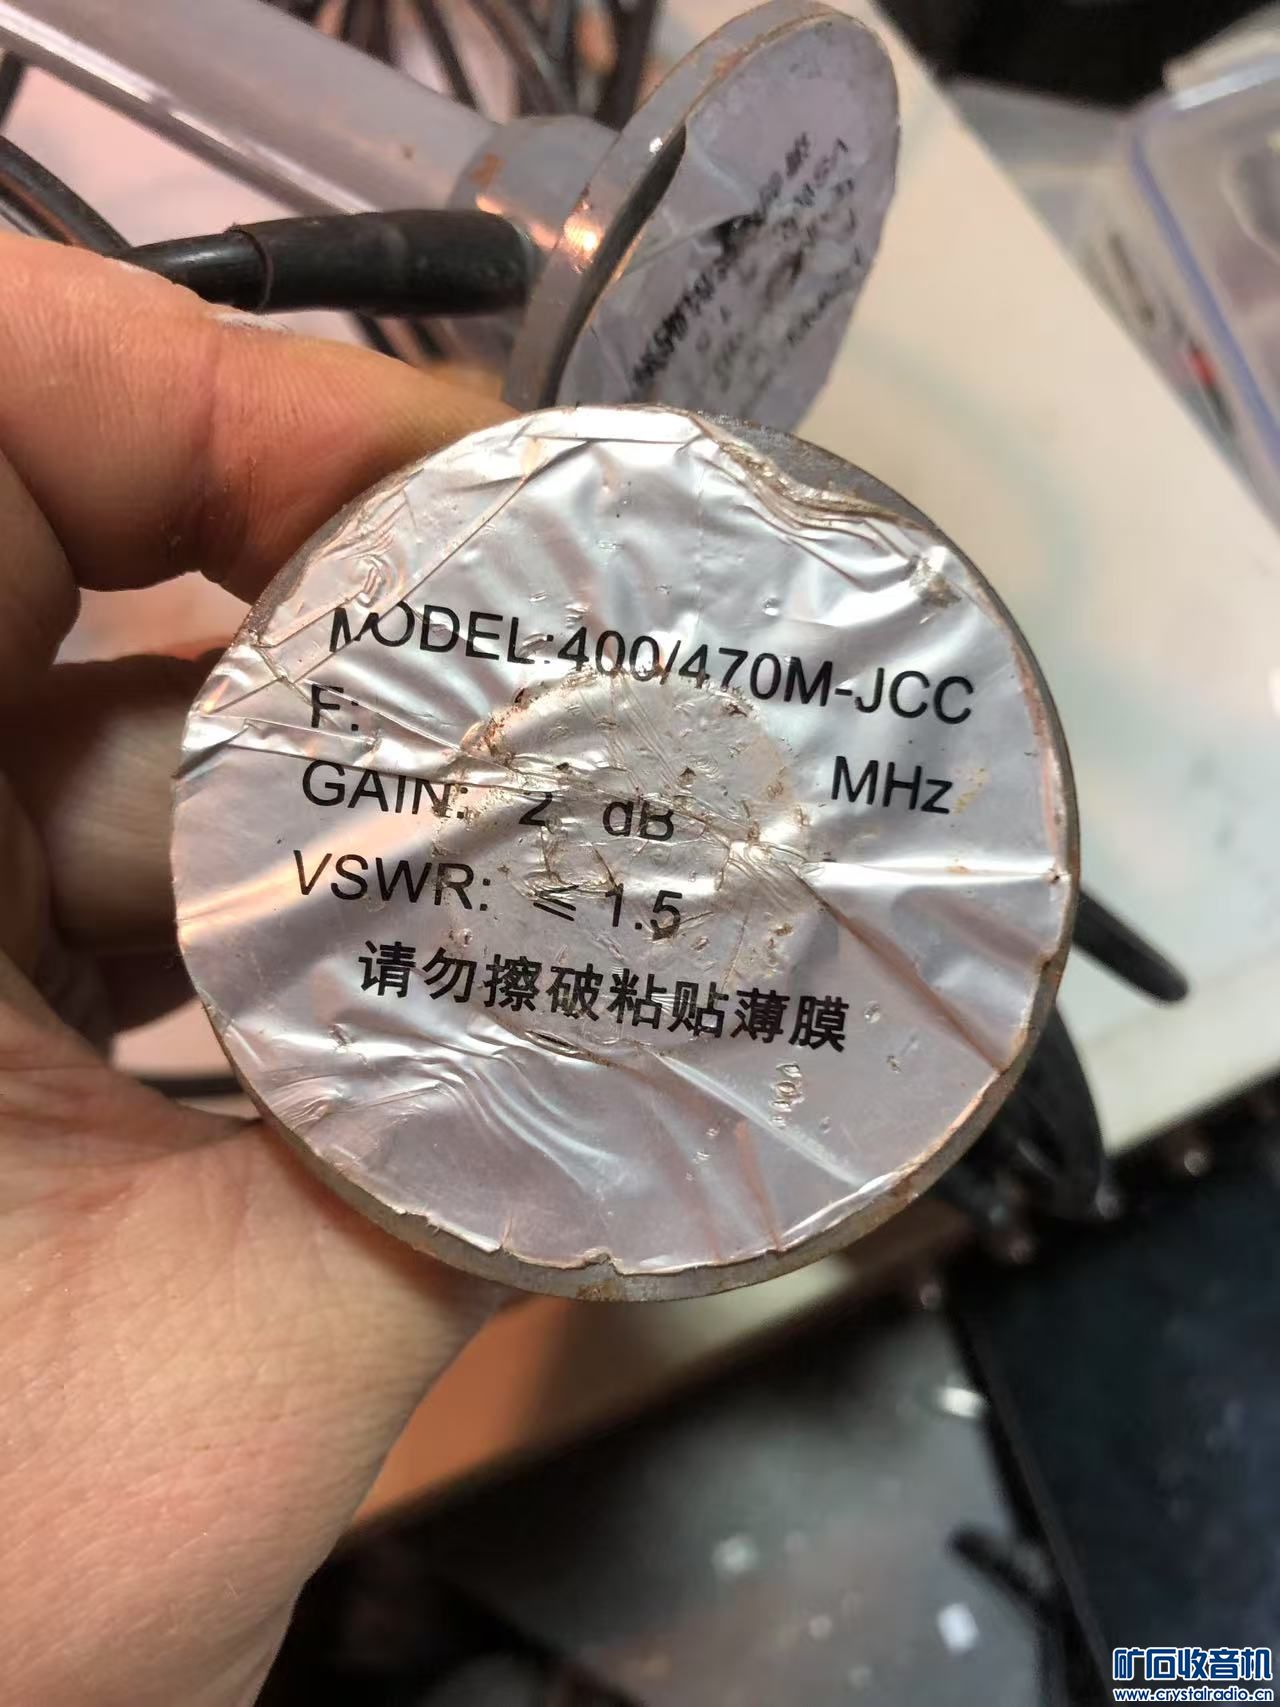 MODEL:400/470M-JCC
F: MHz
GAIN: 2 dB
VSWR: ≤ 1.5
请勿擦破粘贴薄膜
矿石收音机
www.crystalradio.cn